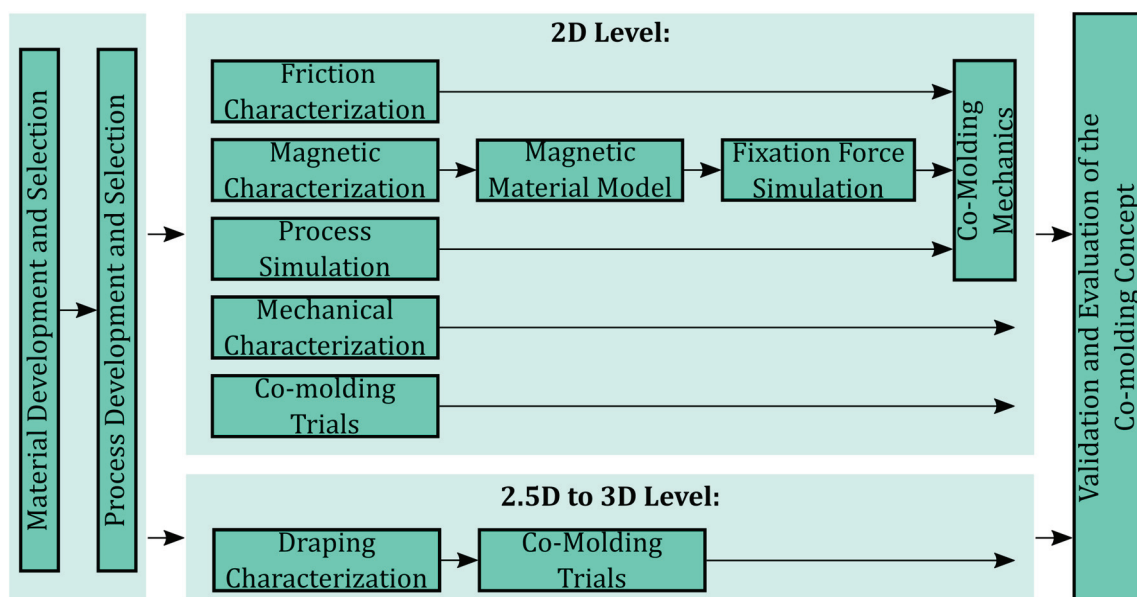 Material Development and Selection
Process Development and Selection
2D Level:
Friction
Characterization
Magnetic
Characterization
Magnetic
Material Model
Fixation Force
Simulation
Process
Simulation
Mechanical
Characterization
Co-molding
Trials
Co-Molding
Mechanics
2.5D to 3D Level:
Draping
Characterization
Co-Molding
Trials
Validation and Evaluation of the
Co-molding Concept